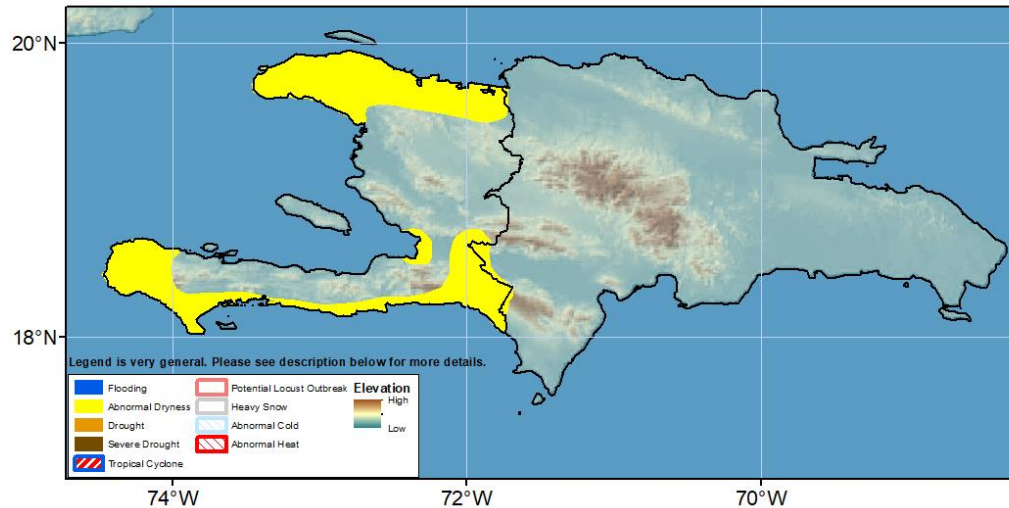 20°N
18°N
Legend is very general. Please see description below for more details.
Flooding
Abnormal Dryness
Drought
Severe Drought
Tropical Cyclone
Potential Locust Outbreak
Heavy Snow
Abnormal Cold
Abnormal Heat
Elevation
High
Low
74°W
72°W
70°W